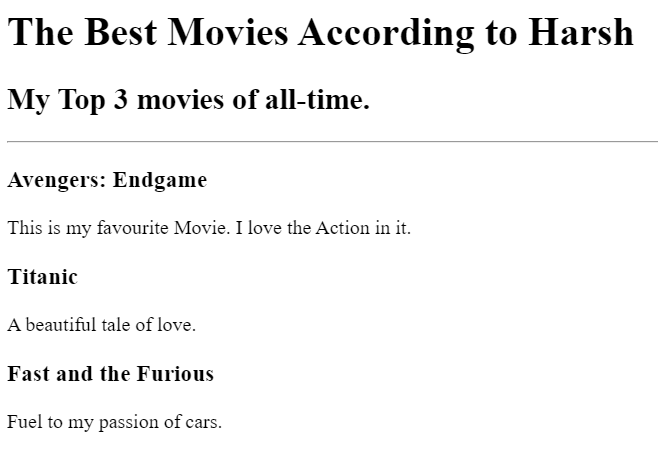 The Best Movies According to Harsh
My Top 3 movies of all-time.
Avengers: Endgame
This is my favourite Movie. I love the Action in it.
Titanic
A beautiful tale of love.
Fast and the Furious
Fuel to my passion of cars.